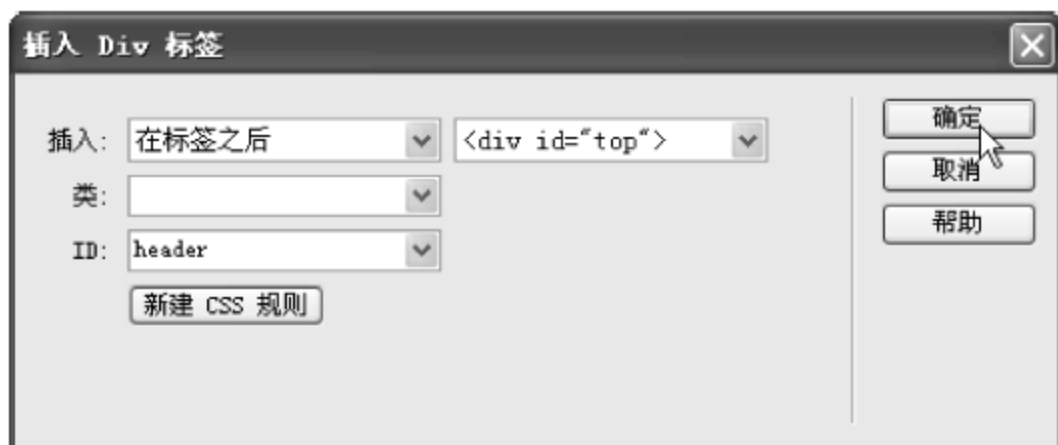 插入 Div 标签
插入: 在标签之后 <div id="top"> 确定
类: 取消
ID: header 帮助
新建 CSS 规则